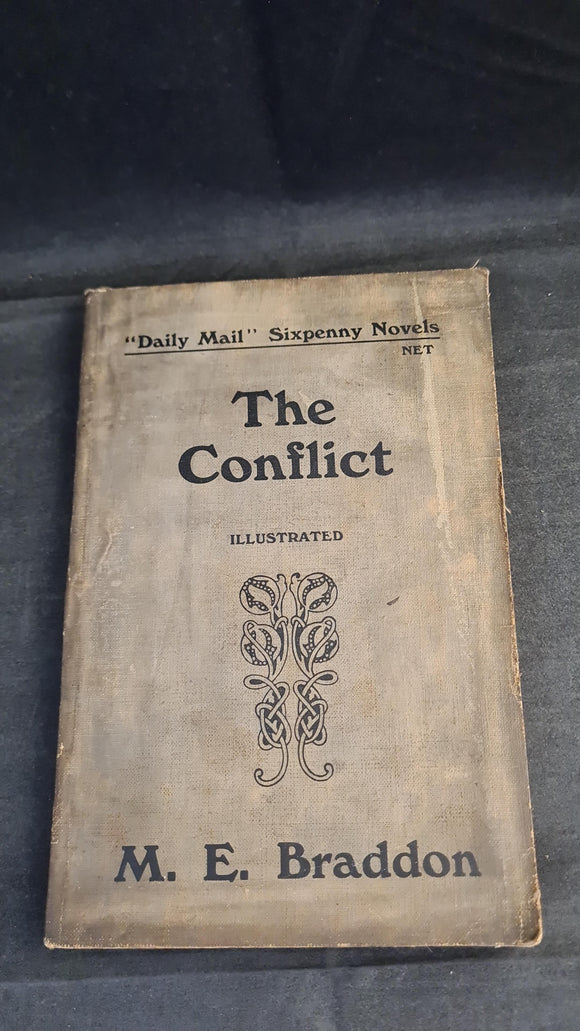 "Daily Mail" Sixpenny Novels
NET
The
Conflict
ILLUSTRATED
M. E. Braddon